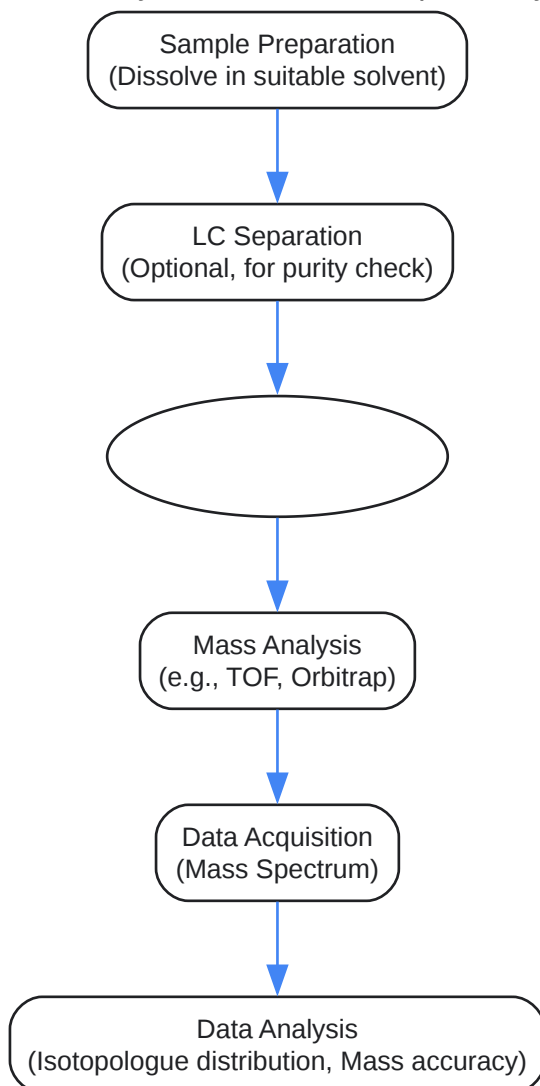 Sample Preparation
(Dissolve in suitable solvent)
LC Separation
(Optional, for purity check)
Mass Analysis
(e.g., TOF, Orbitrap)
Data Acquisition
(Mass Spectrum)
Data Analysis
(Isotopologue distribution, Mass accuracy)